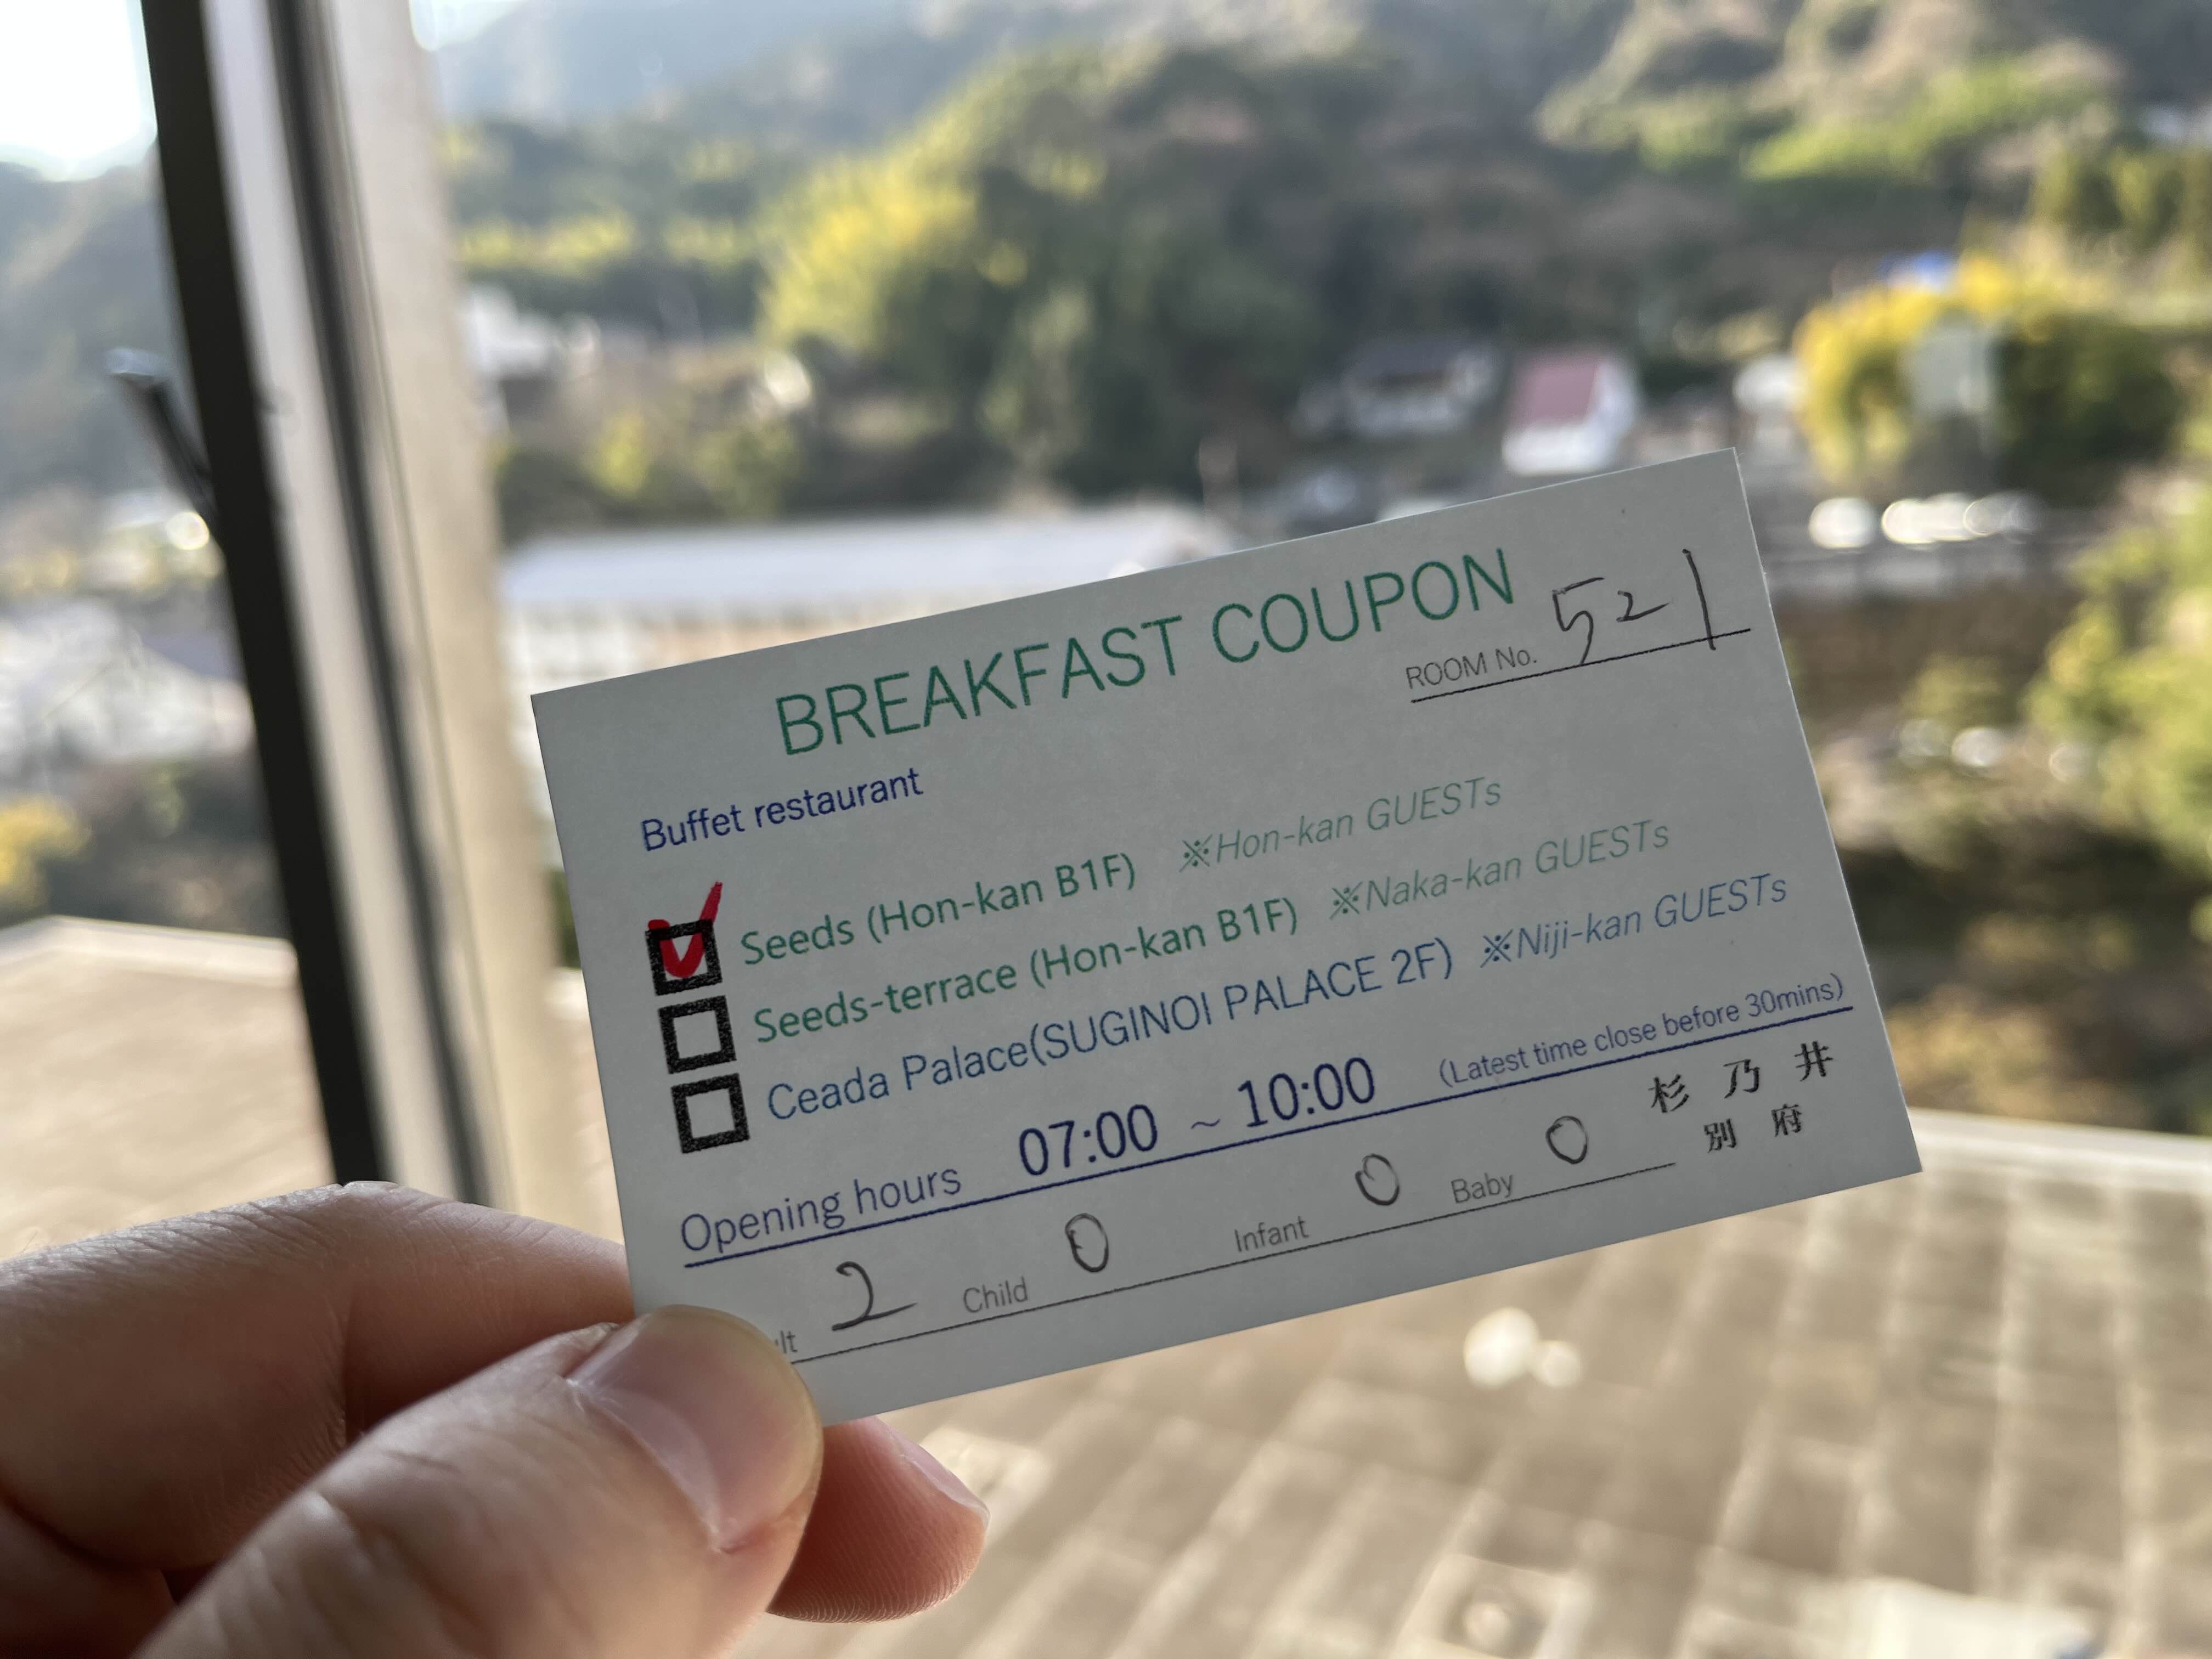 BREAKFAST COUPON
ROOM No. 521
Buffet restaurant
Seeds (Hon-kan B1F) ※Hon-kan GUESTs
Seeds-terrace (Hon-kan B1F) ※Naka-kan GUESTs
Ceada Palace(SUGINOI PALACE 2F) ※Niji-kan GUESTs
Opening hours 07:00 ~ 10:00 (Latest time close before 30mins)
lt 2 Child 0 Infant 0 Baby 0
杉乃井
別府